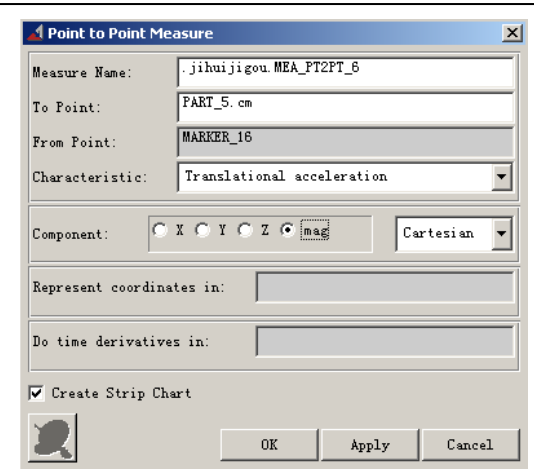 Point to Point Measure
Measure Name: .jihuijigou.MEA_PT2PT_6
To Point: PART_5.cm
From Point: MARKER_16
Characteristic: Translational acceleration
Component: X Y Z mag Cartesian
Represent coordinates in:
Do time derivatives in:
Create Strip Chart
OK Apply Cancel